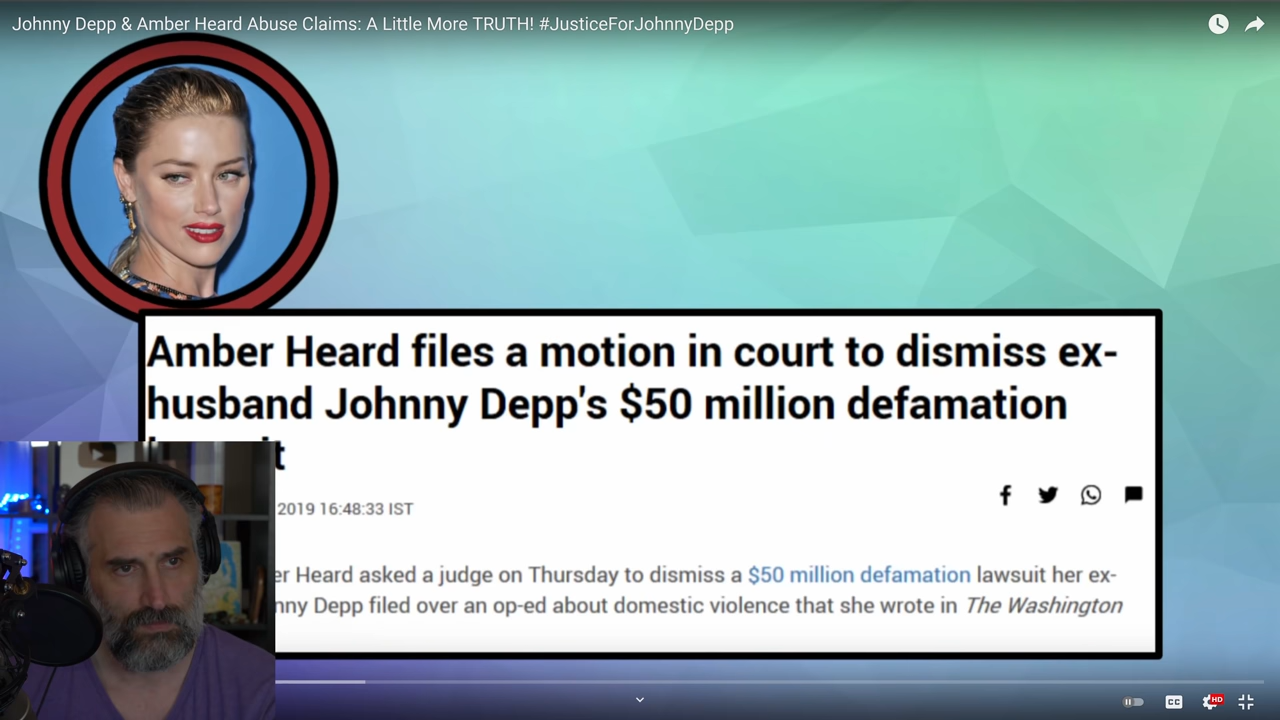 Johnny Depp & Amber Heard Abuse Claims: A Little More TRUTH! #JusticeForJohnnyDepp
Amber Heard files a motion in court to dismiss ex-
husband Johnny Depp's $50 million defamation
2019 16:48:33 IST
Heard asked a judge on Thursday to dismiss a $50 million defamation lawsuit her ex-
Depp filed over an op-ed about domestic violence that she wrote in The Washington
CC
HD